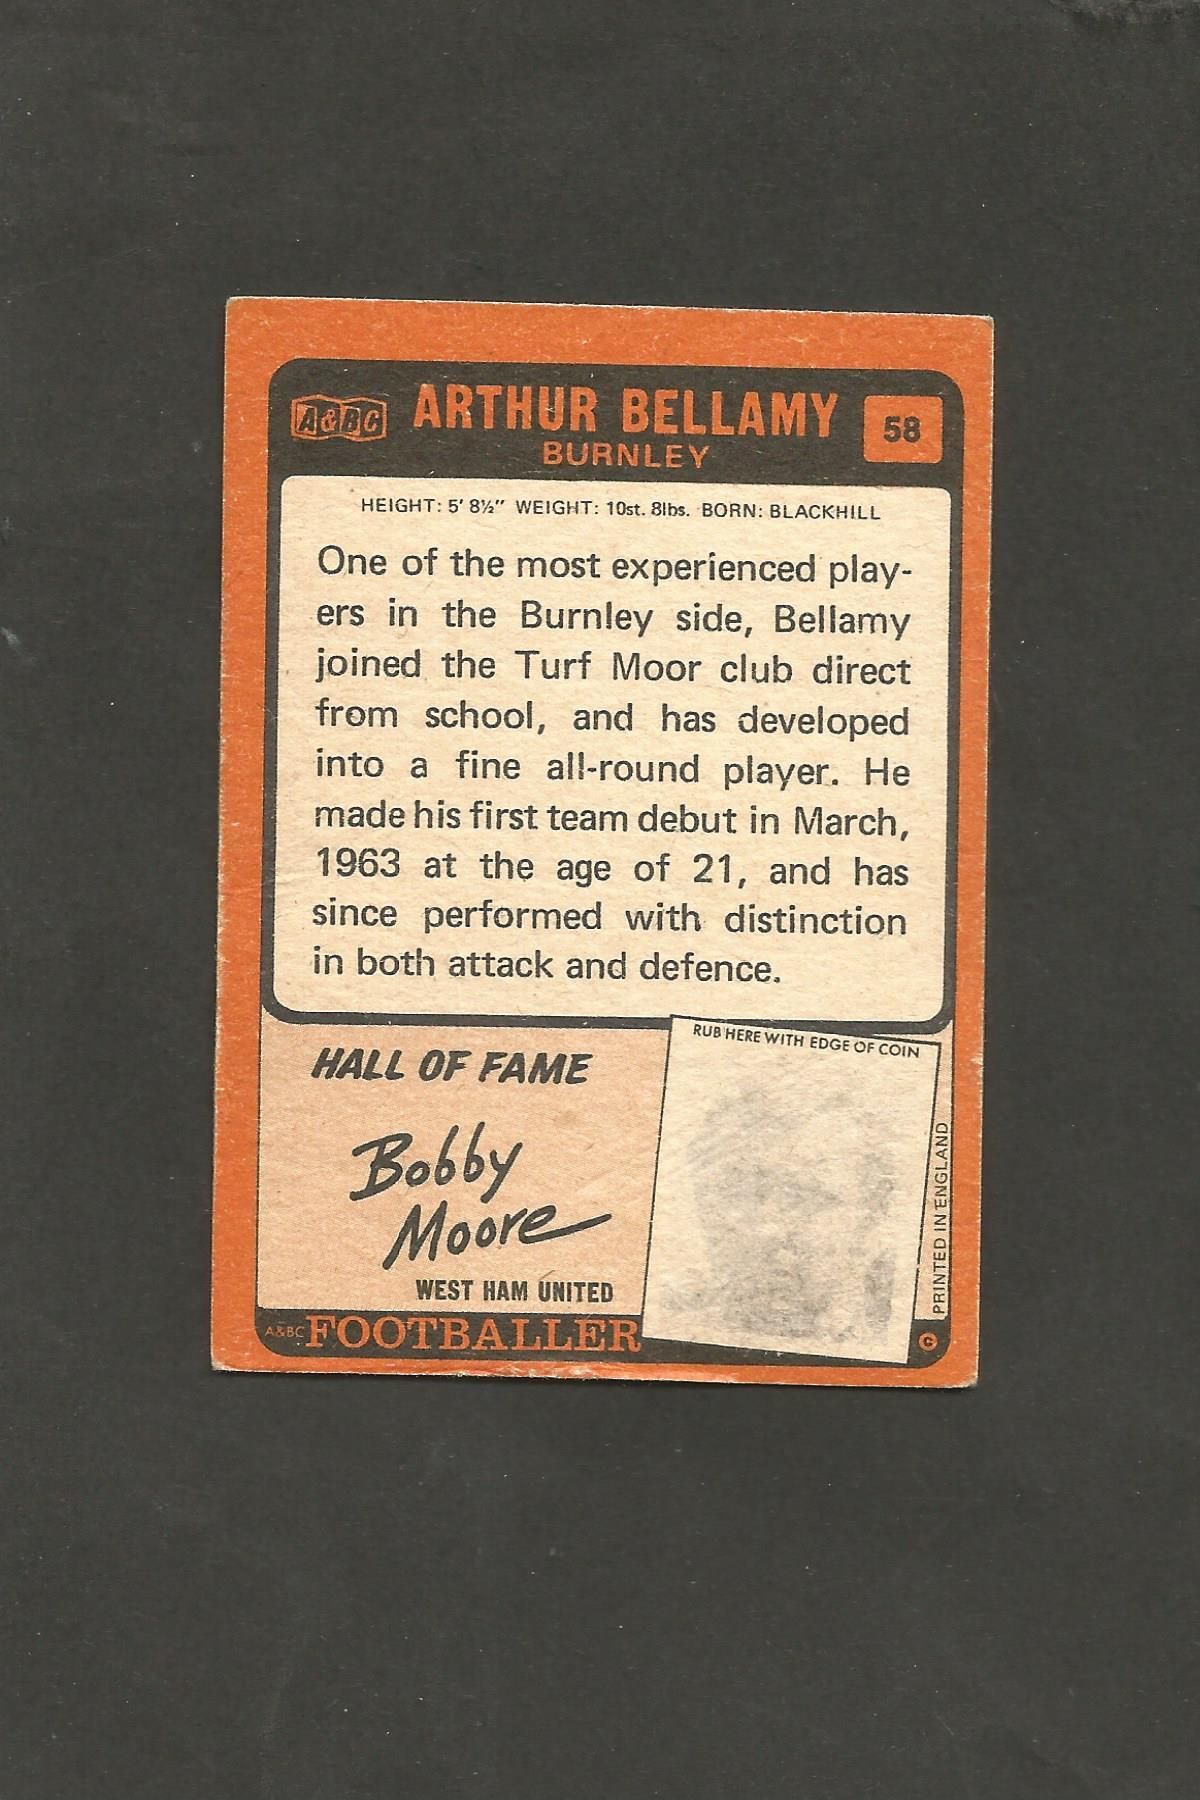 A&BC
ARTHUR BELLAMY
58
BURNLEY
HEIGHT: 5' 8½" WEIGHT: 10st. 8lbs. BORN: BLACKHILL
One of the most experienced play-
ers in the Burnley side, Bellamy
joined the Turf Moor club direct
from school, and has developed
into a fine all-round player. He
made his first team debut in March,
1963 at the age of 21, and has
since performed with distinction
in both attack and defence.
RUB HERE WITH EDGE OF COIN
HALL OF FAME
Bobby
Moore
WEST HAM UNITED
PRINTED IN ENGLAND
A&BC FOOTBALLER
©